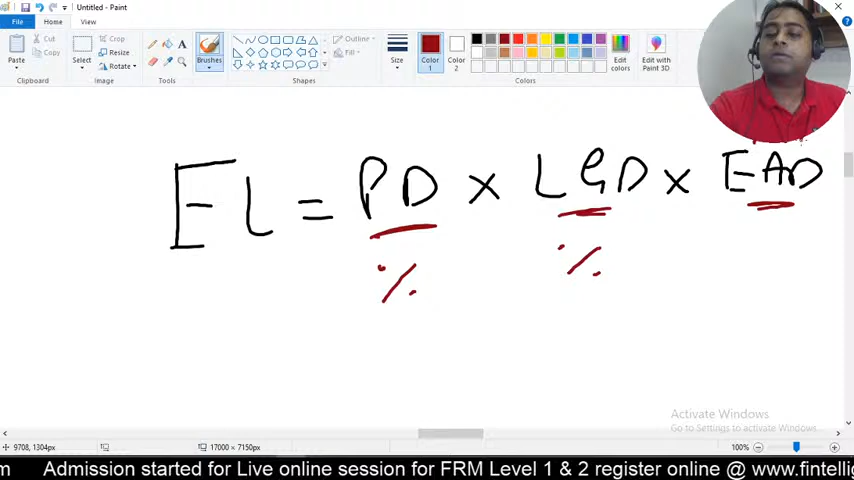 Untitled - Paint
File
Home
View
Paste
Cut
Copy
Clipboard
Select
Crop
Resize
Rotate
Image
A
Tools
Brushes
Shapes
Outline
Fill
Size
Color 1
Color 2
Colors
Edit colors
Edit with Paint 3D
EL = PD × LGD × EAD
% %
Activate Windows
Go to Settings to activate Windows.
9708, 1304px
17000 × 7150px
100%
m Admission started for Live online session for FRM Level 1 & 2 register online @ www.fintellig